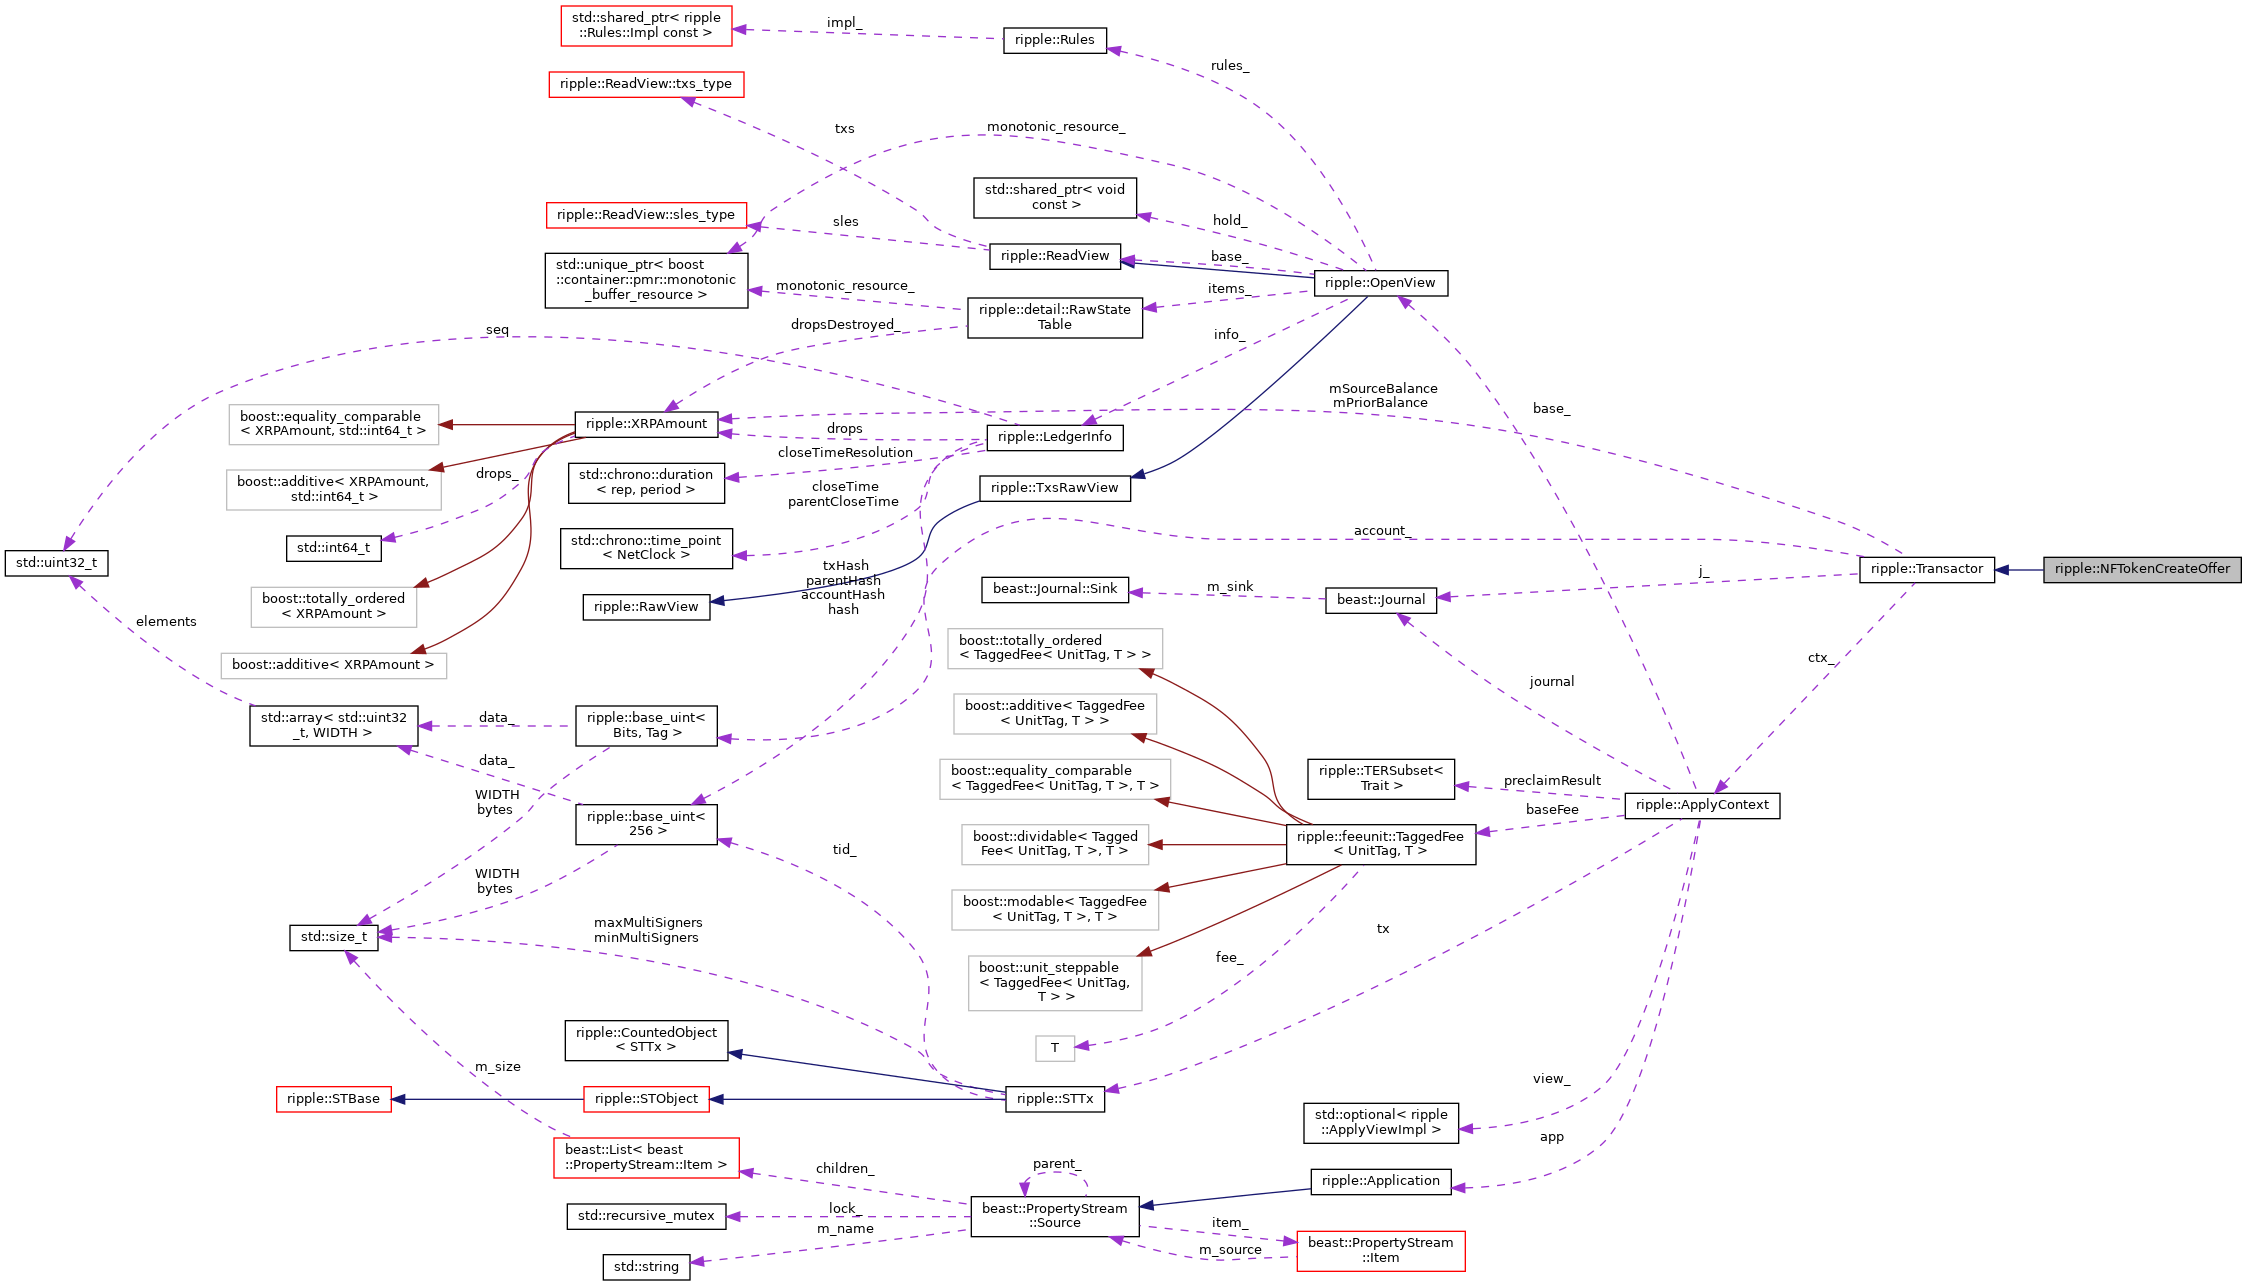 std::shared_ptr< ripple
::Rules::Impl const >
impl_
ripple::Rules
rules_
ripple::ReadView::txs_type
txs
monotonic_resource_
std::shared_ptr< void
const >
hold_
ripple::ReadView::sles_type
sles
ripple::ReadView
base_
std::unique_ptr< boost
::container::pmr::monotonic
_buffer_resource >
monotonic_resource_
ripple::detail::RawState
Table
items_
ripple::OpenView
dropsDestroyed_
info_
seq
mSourceBalance
mPriorBalance
base_
boost::equality_comparable
< XRPAmount, std::int64_t >
ripple::XRPAmount
drops
ripple::LedgerInfo
closeTimeResolution
boost::additive< XRPAmount,
std::int64_t >
drops_
std::chrono::duration
< rep, period >
closeTime
parentCloseTime
ripple::TxsRawView
std::int64_t
std::chrono::time_point
< NetClock >
account_
std::uint32_t
ripple::Transactor
ripple::NFTokenCreateOffer
txHash
parentHash
accountHash
hash
j_
beast::Journal::Sink
m_sink
beast::Journal
boost::totally_ordered
< XRPAmount >
ripple::RawView
elements
boost::totally_ordered
< TaggedFee< UnitTag, T > >
boost::additive< XRPAmount >
ctx_
journal
boost::additive< TaggedFee
< UnitTag, T > >
std::array< std::uint32
_t, WIDTH >
data_
ripple::base_uint<
Bits, Tag >
data_
boost::equality_comparable
< TaggedFee< UnitTag, T >, T >
ripple::TERSubset<
Trait >
preclaimResult
WIDTH
bytes
ripple::base_uint<
256 >
baseFee
ripple::ApplyContext
boost::dividable< Tagged
Fee< UnitTag, T >, T >
ripple::feeunit::TaggedFee
< UnitTag, T >
tid_
WIDTH
bytes
boost::modable< TaggedFee
< UnitTag, T >, T >
std::size_t
maxMultiSigners
minMultiSigners
tx
fee_
boost::unit_steppable
< TaggedFee< UnitTag,
T > >
ripple::CountedObject
< STTx >
T
m_size
view_
ripple::STBase
ripple::STObject
ripple::STTx
std::optional< ripple
::ApplyViewImpl >
app
beast::List< beast
::PropertyStream::Item >
children_
parent_
ripple::Application
std::recursive_mutex
lock_
beast::PropertyStream
::Source
m_name
item_
m_source
beast::PropertyStream
::Item
std::string